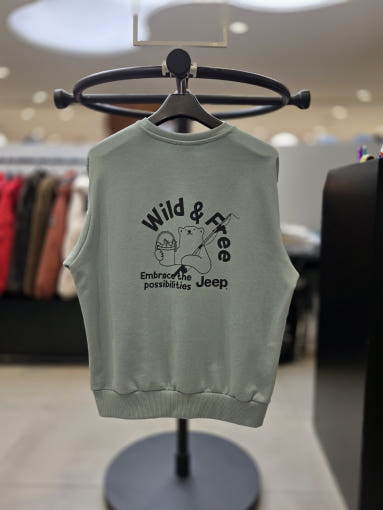 Wild & Free
Embrace the
possibilities
Jeep